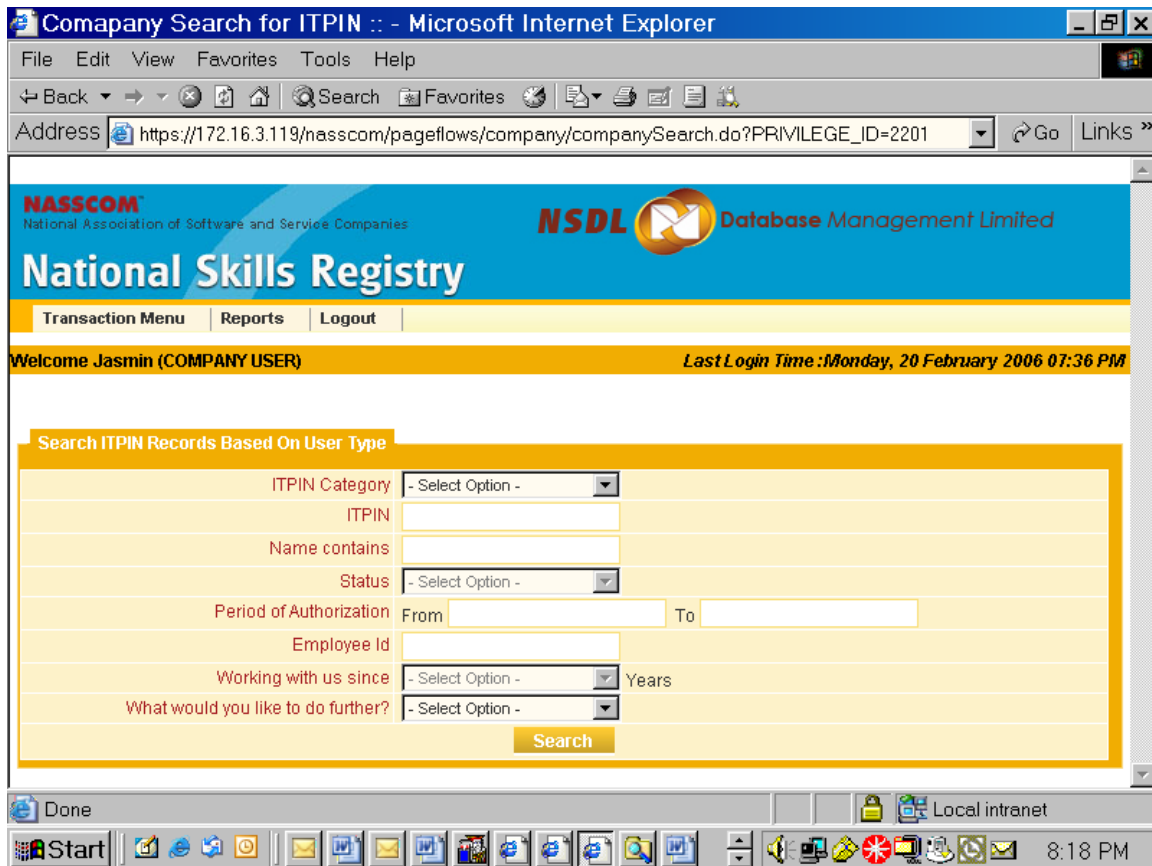 Comapany Search for ITPIN :: - Microsoft Internet Explorer
File Edit View Favorites Tools Help
Back Search Favorites
Address https://172.16.3.119/nasscom/pageflows/company/companySearch.do?PRIVILEGE_ID=2201 Go Links »
NASSCOM™
National Association of Software and Service Companies
NSDL Database Management Limited
National Skills Registry
Transaction Menu Reports Logout
Welcome Jasmin (COMPANY USER) Last Login Time :Monday, 20 February 2006 07:36 PM
Search ITPIN Records Based On User Type
ITPIN Category - Select Option -
ITPIN
Name contains
Status - Select Option -
Period of Authorization From To
Employee Id
Working with us since - Select Option - Years
What would you like to do further? - Select Option -
Search
Done Local intranet
Start 8:18 PM